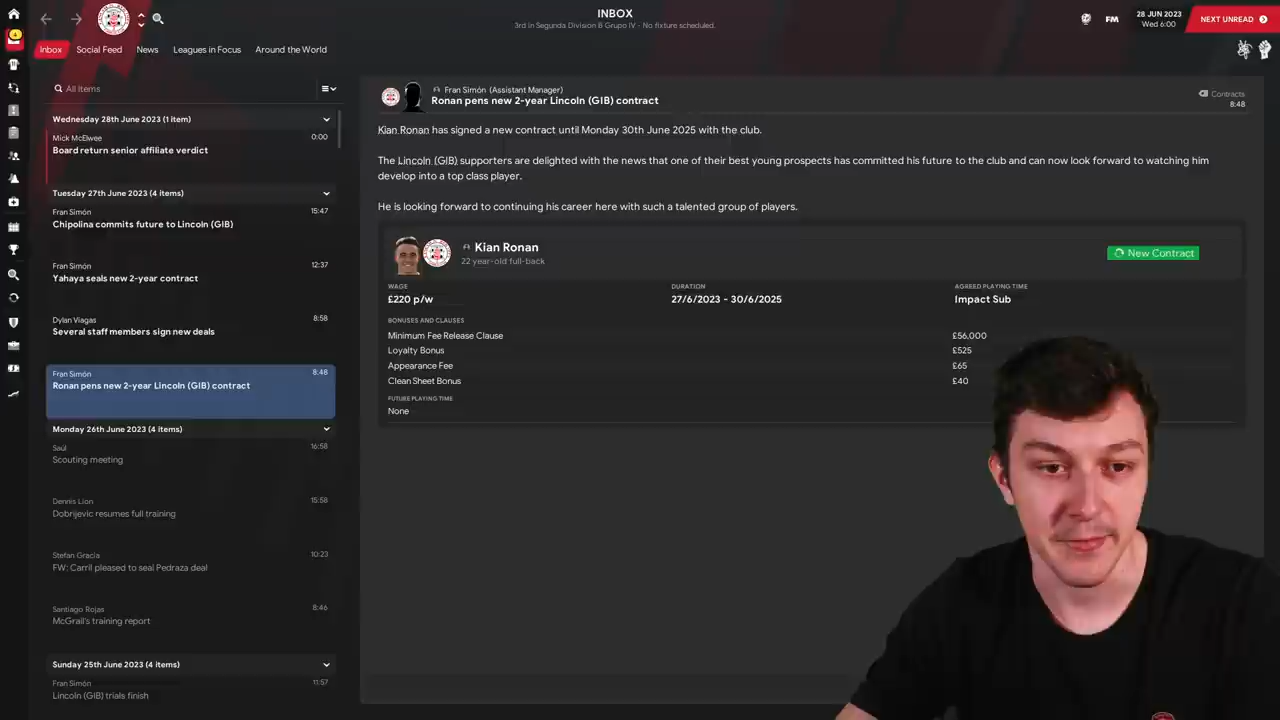 INBOX
3rd in Segunda División B Grupo IV - No fixture scheduled.
4
FM
28 JUN 2023
Wed 6:00
NEXT UNREAD
Inbox
Social Feed
News
Leagues in Focus
Around the World
All Items
Wednesday 28th June 2023 (1 item)
Mick McElwee
0:00
Board return senior affiliate verdict
Tuesday 27th June 2023 (4 items)
Fran Simón
15:47
Chipolina commits future to Lincoln (GIB)
Fran Simón
12:37
Yahaya seals new 2-year contract
Dylan Viagas
8:58
Several staff members sign new deals
Fran Simón
8:48
Ronan pens new 2-year Lincoln (GIB) contract
Monday 26th June 2023 (4 items)
Saúl
16:58
Scouting meeting
Dennis Lion
15:58
Dobrijevic resumes full training
Stefan Gracia
10:23
FW: Carril pleased to seal Pedraza deal
Santiago Rojas
8:46
McGrail's training report
Sunday 25th June 2023 (4 items)
Fran Simón
11:57
Lincoln (GIB) trials finish
Fran Simón (Assistant Manager)
Ronan pens new 2-year Lincoln (GIB) contract
Contracts
8:48
Kian Ronan has signed a new contract until Monday 30th June 2025 with the club.
The Lincoln (GIB) supporters are delighted with the news that one of their best young prospects has committed his future to the club and can now look forward to watching him
develop into a top class player.
He is looking forward to continuing his career here with such a talented group of players.
Kian Ronan
22 year-old full-back
New Contract
WAGE
£220 p/w
DURATION
27/6/2023 - 30/6/2025
AGREED PLAYING TIME
Impact Sub
BONUSES AND CLAUSES
Minimum Fee Release Clause
£56,000
Loyalty Bonus
£525
Appearance Fee
£65
Clean Sheet Bonus
£40
FUTURE PLAYING TIME
None